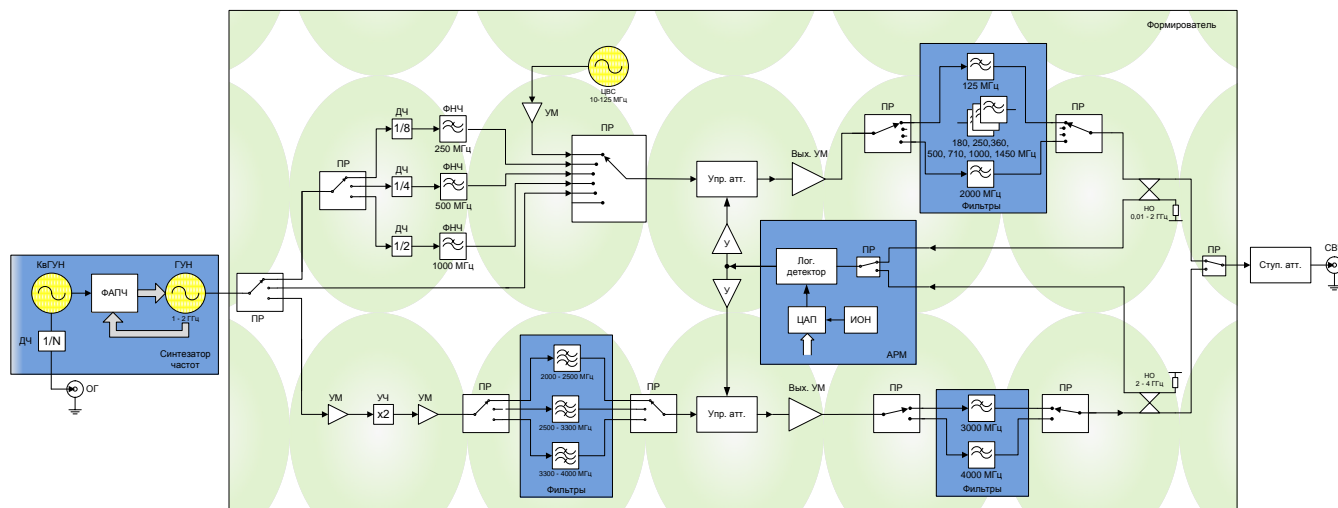 Формирователь
ЦВС
10-125 МГц
УМ
ДЧ
1/8
ФНЧ
250 МГц
ПР
ДЧ
1/4
ФНЧ
500 МГц
ДЧ
1/2
ФНЧ
1000 МГц
ПР
Упр. атт.
Вых. УМ
ПР
125 МГц
180, 250,360,
500, 710, 1000, 1450 МГц
2000 МГц
Фильтры
ПР
НО
0,01 - 2 ГГц
У
У
Лог.
детектор
ПР
ЦАП
ИОН
АРМ
ПР
Ступ. атт.
КвГУН
ФАПЧ
ГУН
1 - 2 ГГц
ДЧ
1/N
Синтезатор
частот
ОГ
ПР
УМ
УЧ
x2
УМ
ПР
2000 - 2500 МГц
2500 - 3300 МГц
3300 - 4000 МГц
Фильтры
ПР
Упр. атт.
Вых. УМ
ПР
3000 МГц
4000 МГц
Фильтры
ПР
НО
2 - 4 ГГц